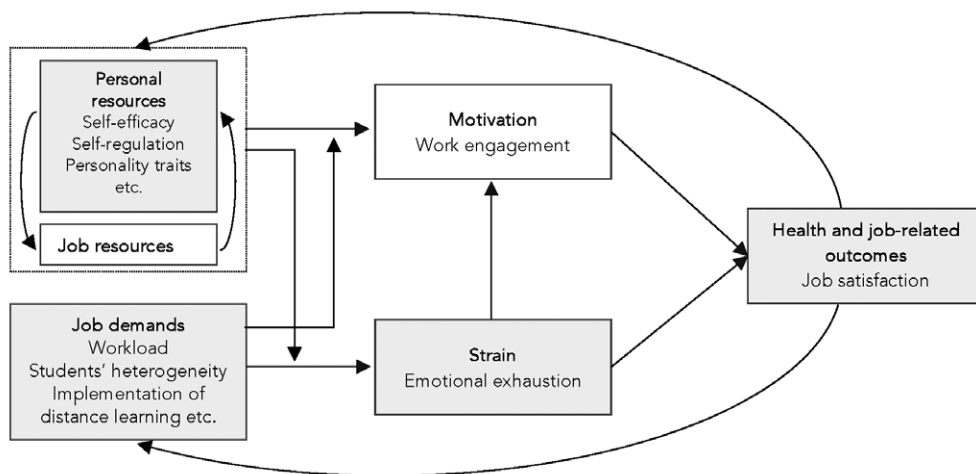 Personal
resources
Self-efficacy
Self-regulation
Personality traits
etc.
Job resources
Job demands
Workload
Students' heterogeneity
Implementation of
distance learning etc.
Motivation
Work engagement
Strain
Emotional exhaustion
Health and job-related
outcomes
Job satisfaction